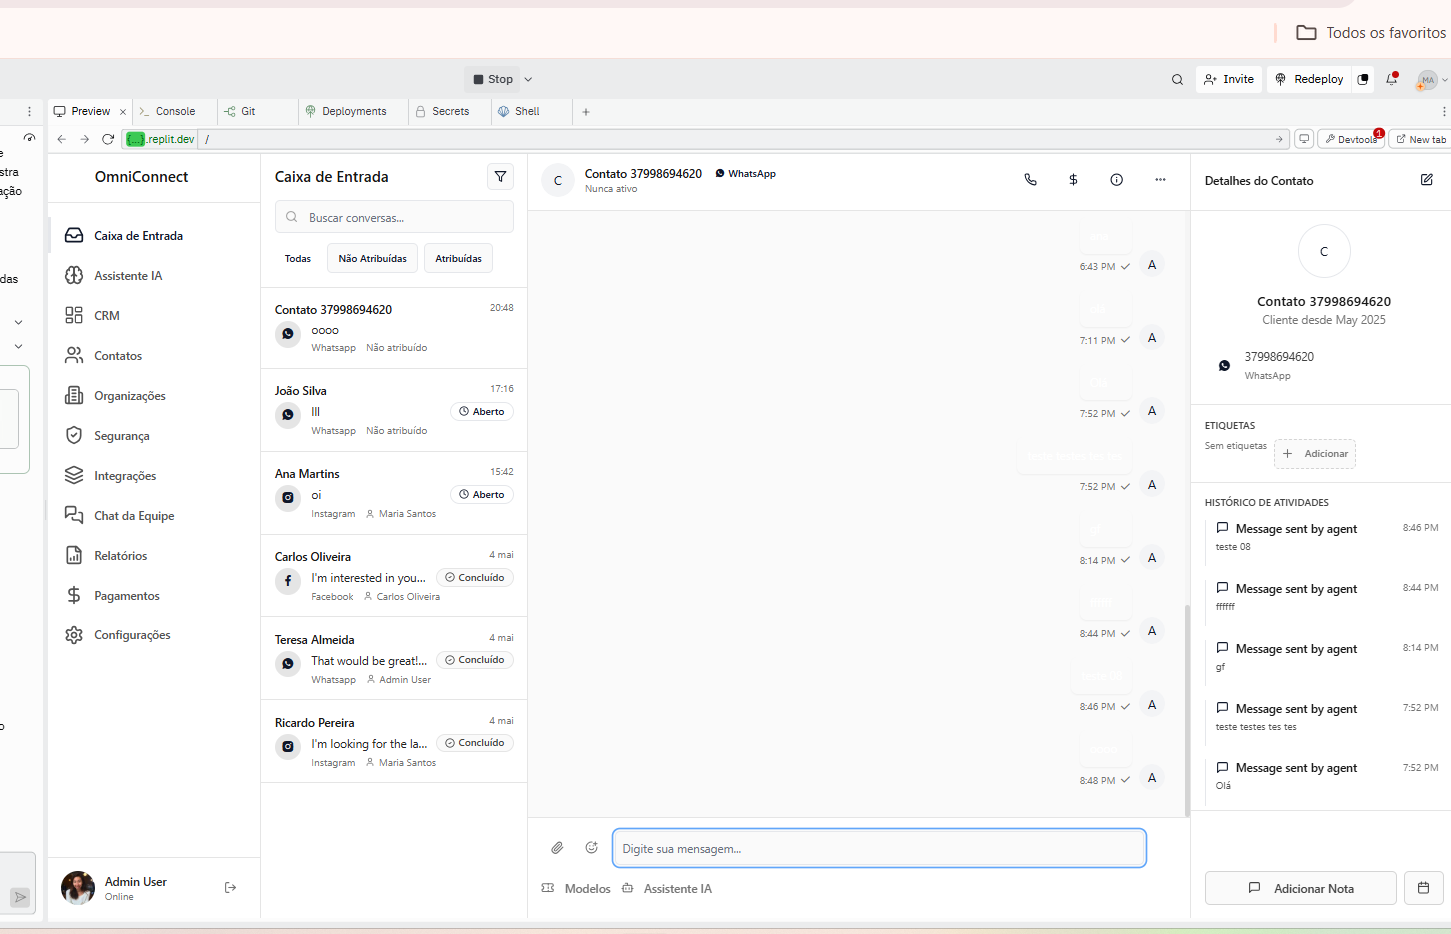 Todos os favoritos
Stop
Invite
Redeploy
MA
Preview
Console
Git
Deployments
Secrets
Shell
{...}.replit.dev
/
Devtools
1
New tab
e
stra
ação
das
o
OmniConnect
Caixa de Entrada
Assistente IA
CRM
Contatos
Organizações
Segurança
Integrações
Chat da Equipe
Relatórios
Pagamentos
Configurações
Admin User
Online
Caixa de Entrada
Buscar conversas...
Todas
Não Atribuídas
Atribuídas
Contato 37998694620
20:48
oooo
Whatsapp
Não atribuído
João Silva
17:16
lll
Aberto
Whatsapp
Não atribuído
Ana Martins
15:42
oi
Aberto
Instagram
Maria Santos
Carlos Oliveira
4 mai
I'm interested in you...
Concluído
Facebook
Carlos Oliveira
Teresa Almeida
4 mai
That would be great!...
Concluído
Whatsapp
Admin User
Ricardo Pereira
4 mai
I'm looking for the la...
Concluído
Instagram
Maria Santos
C
Contato 37998694620
WhatsApp
Nunca ativo
6:43 PM
A
7:11 PM
A
7:52 PM
A
teste testes tes tes
7:52 PM
A
gf
8:14 PM
A
ffffff
8:44 PM
A
teste 08
8:46 PM
A
oooo
8:48 PM
A
Digite sua mensagem...
Modelos
Assistente IA
Detalhes do Contato
C
Contato 37998694620
Cliente desde May 2025
37998694620
WhatsApp
ETIQUETAS
Sem etiquetas
Adicionar
HISTÓRICO DE ATIVIDADES
Message sent by agent
8:46 PM
teste 08
Message sent by agent
8:44 PM
ffffff
Message sent by agent
8:14 PM
gf
Message sent by agent
7:52 PM
teste testes tes tes
Message sent by agent
7:52 PM
Olá
Adicionar Nota